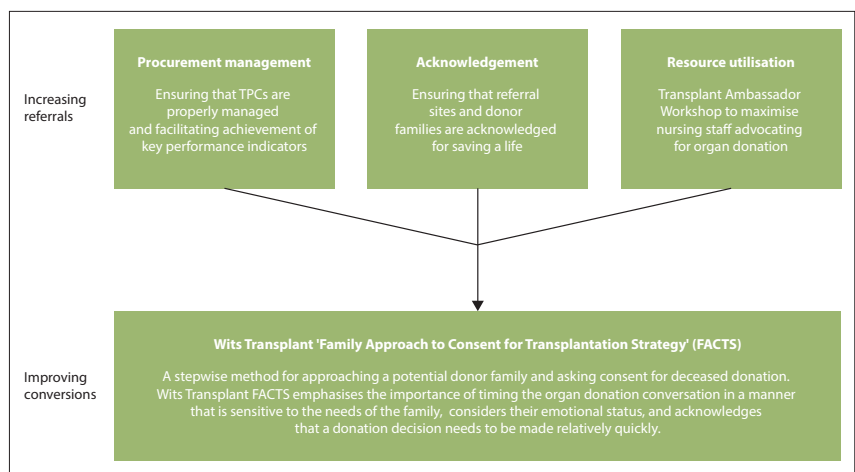 Increasing
referrals
Procurement management
Ensuring that TPCs are
properly managed
and facilitating achievement of
key performance indicators
Acknowledgement
Ensuring that referral
sites and donor
families are acknowledged
for saving a life
Resource utilisation
Transplant Ambassador
Workshop to maximise
nursing staff advocating
for organ donation
Improving
conversions
Wits Transplant 'Family Approach to Consent for Transplantation Strategy' (FACTS)
A stepwise method for approaching a potential donor family and asking consent for deceased donation.
Wits Transplant FACTS emphasises the importance of timing the organ donation conversation in a manner
that is sensitive to the needs of the family, considers their emotional status, and acknowledges
that a donation decision needs to be made relatively quickly.